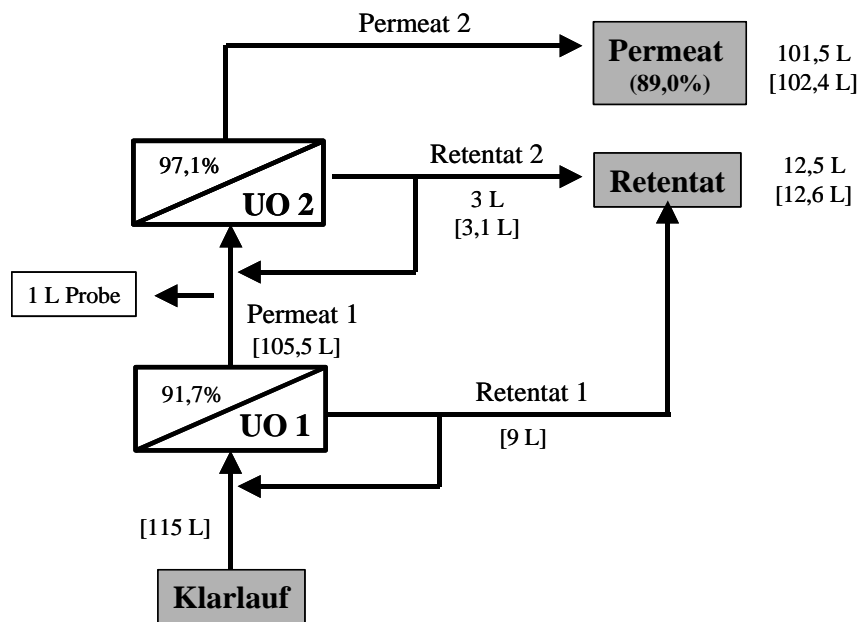 Permeat 2
Permeat
(89,0%)
101,5 L
[102,4 L]
97,1%
UO 2
Retentat 2
3 L
[3,1 L]
Retentat
12,5 L
[12,6 L]
1 L Probe
Permeat 1
[105,5 L]
91,7%
UO 1
Retentat 1
[9 L]
[115 L]
Klarlauf